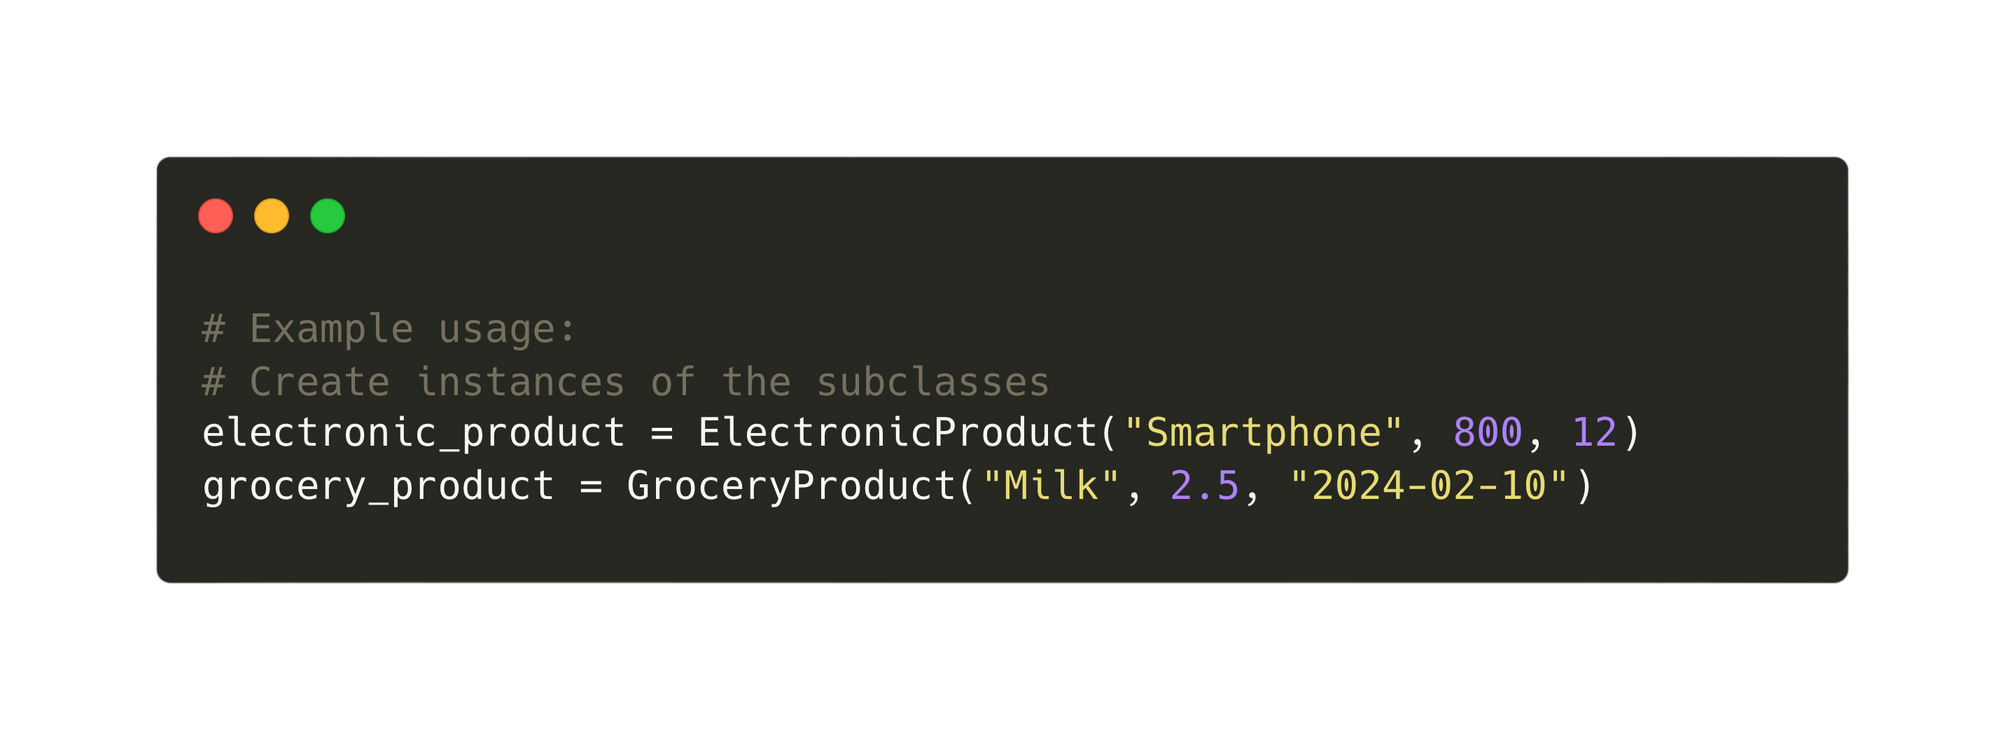 # Example usage:
# Create instances of the subclasses
electronic_product = ElectronicProduct("Smartphone", 800, 12)
grocery_product = GroceryProduct("Milk", 2.5, "2024-02-10")